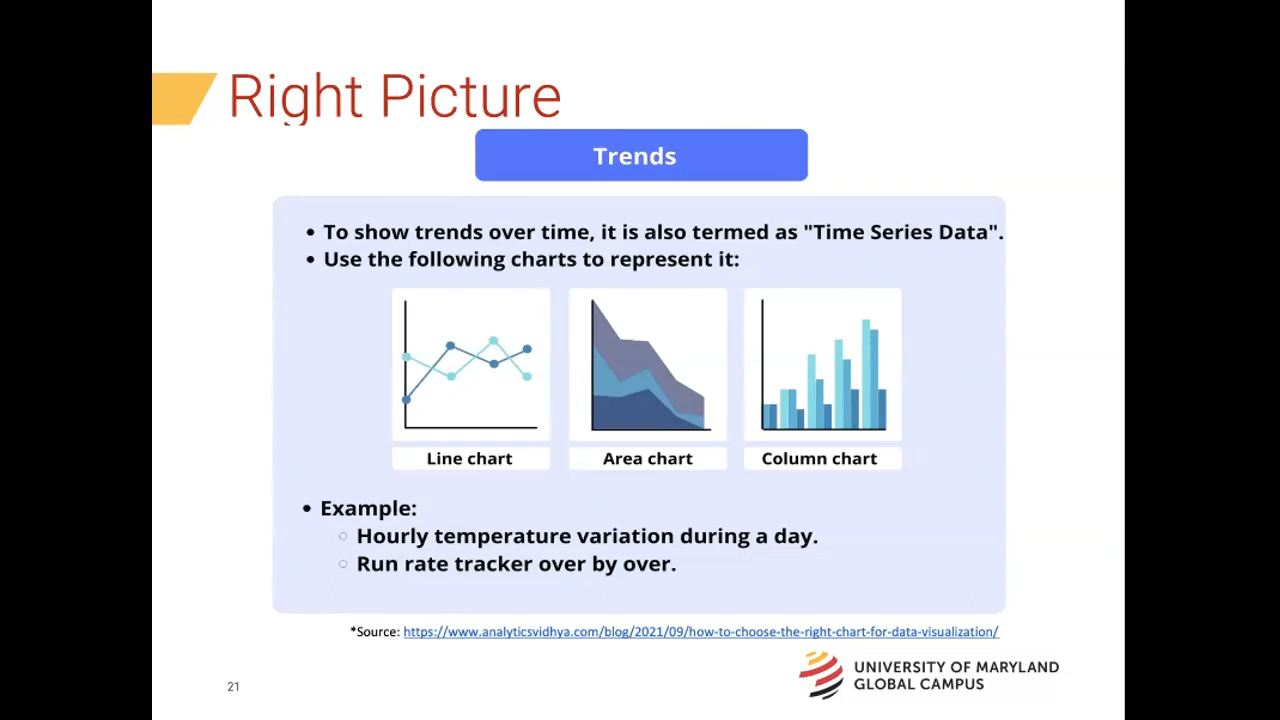 Right Picture
Trends
• To show trends over time, it is also termed as "Time Series Data".
• Use the following charts to represent it:
Line chart
Area chart
Column chart
• Example:
○ Hourly temperature variation during a day.
○ Run rate tracker over by over.
*Source: https://www.analyticsvidhya.com/blog/2021/09/how-to-choose-the-right-chart-for-data-visualization/
UNIVERSITY OF MARYLAND
GLOBAL CAMPUS
21